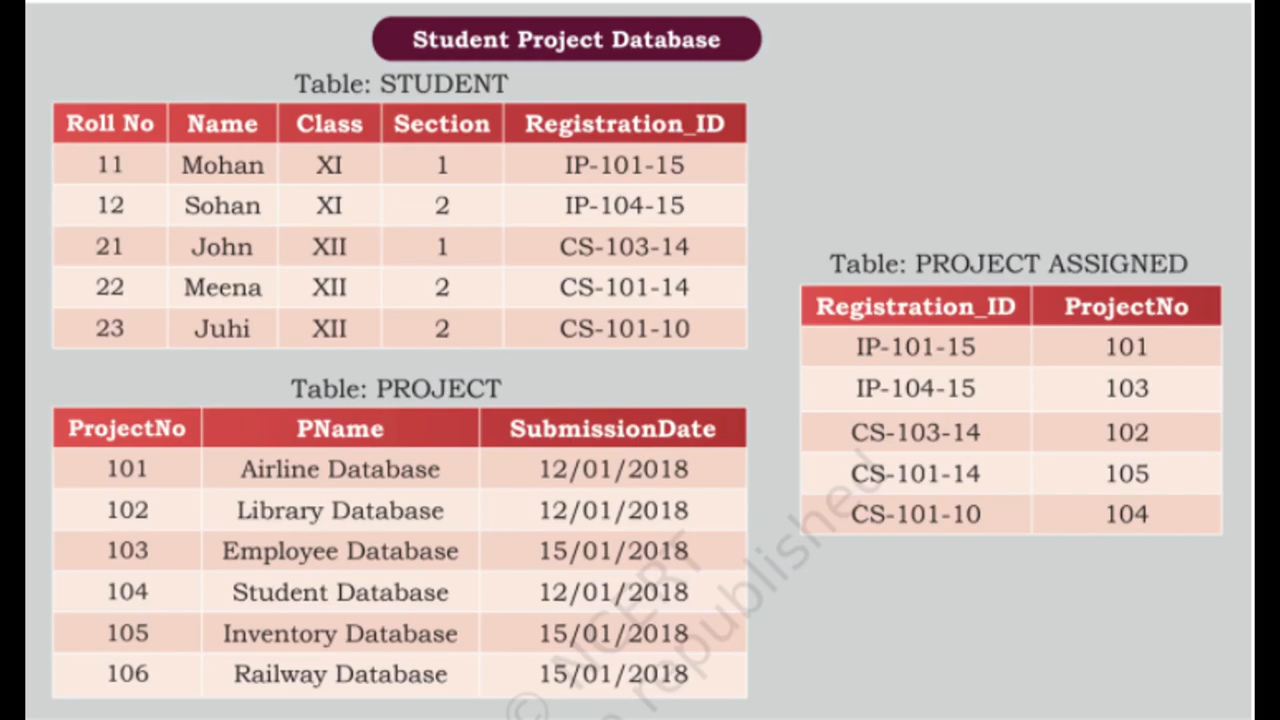 Student Project Database
Table: STUDENT
Roll No Name Class Section Registration_ID
11 Mohan XI 1 IP-101-15
12 Sohan XI 2 IP-104-15
21 John XII 1 CS-103-14
22 Meena XII 2 CS-101-14
23 Juhi XII 2 CS-101-10
Table: PROJECT
ProjectNo PName SubmissionDate
101 Airline Database 12/01/2018
102 Library Database 12/01/2018
103 Employee Database 15/01/2018
104 Student Database 12/01/2018
105 Inventory Database 15/01/2018
106 Railway Database 15/01/2018
Table: PROJECT ASSIGNED
Registration_ID ProjectNo
IP-101-15 101
IP-104-15 103
CS-103-14 102
CS-101-14 105
CS-101-10 104
© NCERT
republished